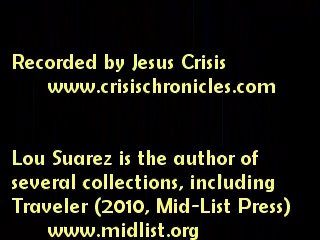 Recorded by Jesus Crisis
www.crisischronicles.com
Lou Suarez is the author of
several collections, including
Traveler (2010, Mid-List Press)
www.midlist.org